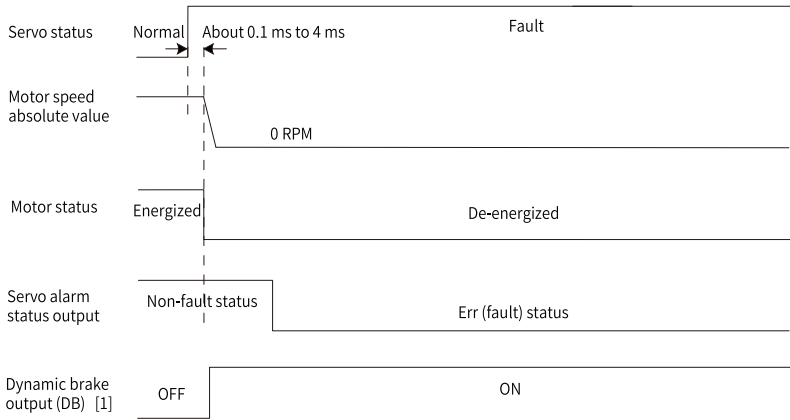 Servo status
Normal
About 0.1 ms to 4 ms
Fault
Motor speed
absolute value
0 RPM
Motor status
Energized
De-energized
Servo alarm
status output
Non-fault status
Err (fault) status
Dynamic brake
output (DB) [1]
OFF
ON